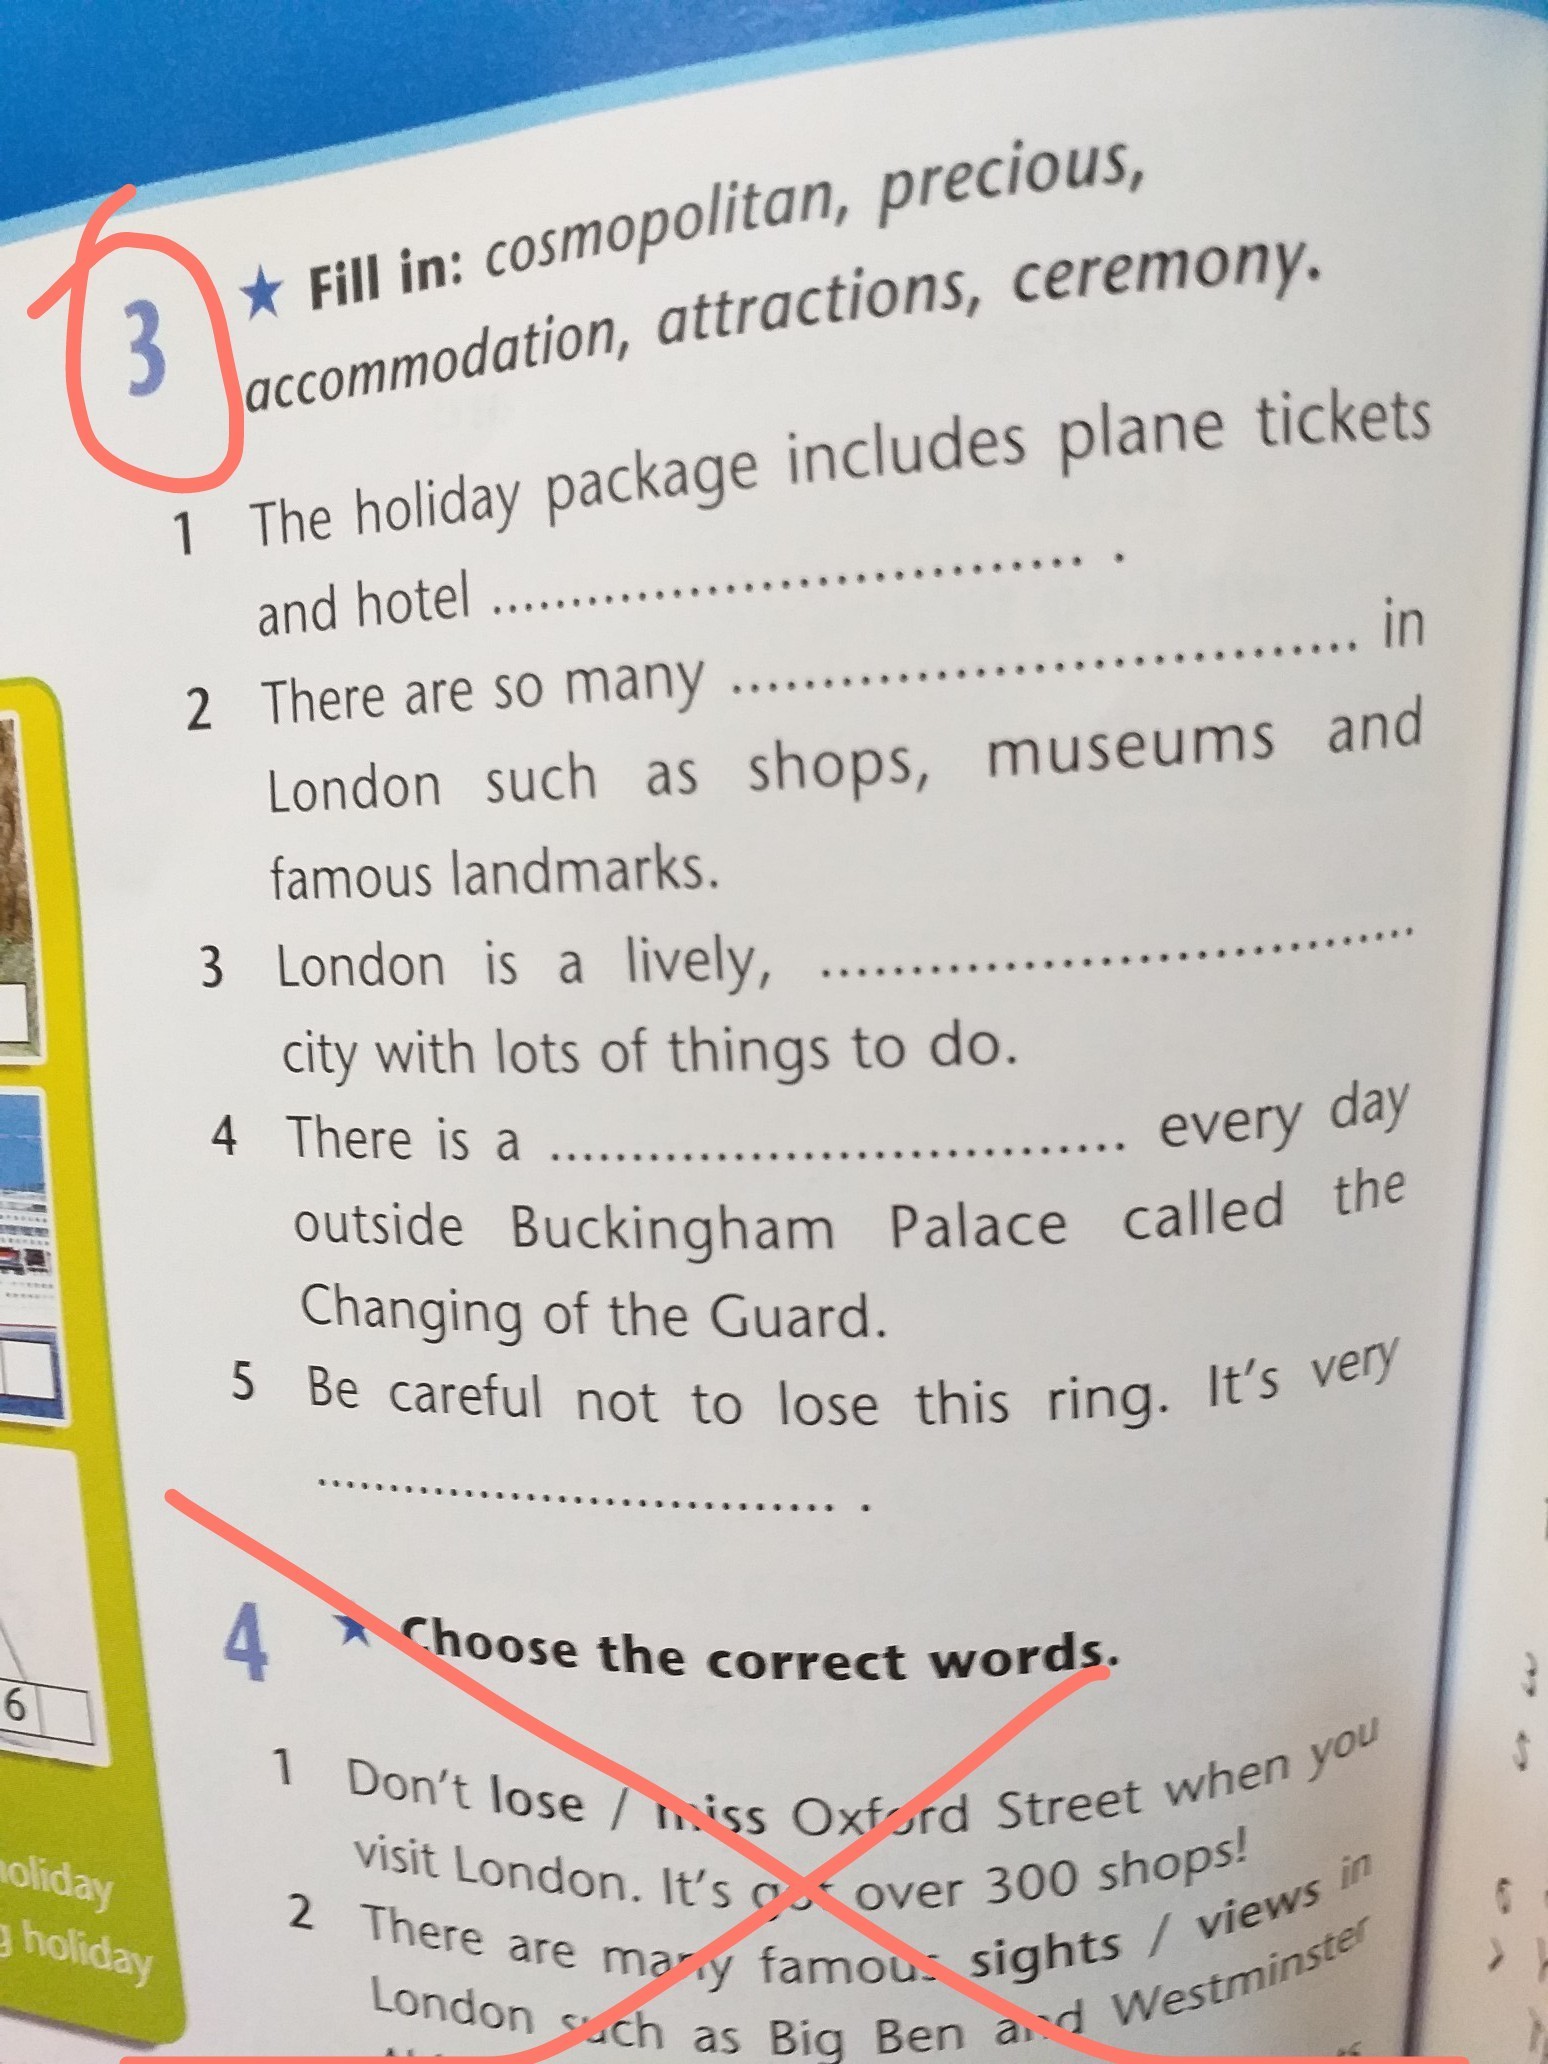 3 ★ Fill in: cosmopolitan, precious,
accommodation, attractions, ceremony.
1 The holiday package includes plane tickets
and hotel .................................. .
2 There are so many .................................. in
London such as shops, museums and
famous landmarks.
3 London is a lively, ..................................
city with lots of things to do.
4 There is a .................................. every day
outside Buckingham Palace called the
Changing of the Guard.
5 Be careful not to lose this ring. It's very
.................................. .
4 ★ Choose the correct words.
1 Don't lose / miss Oxford Street when you
visit London. It's got over 300 shops!
2 There are many famous sights / views in
London such as Big Ben and Westminster
6
holiday
holiday